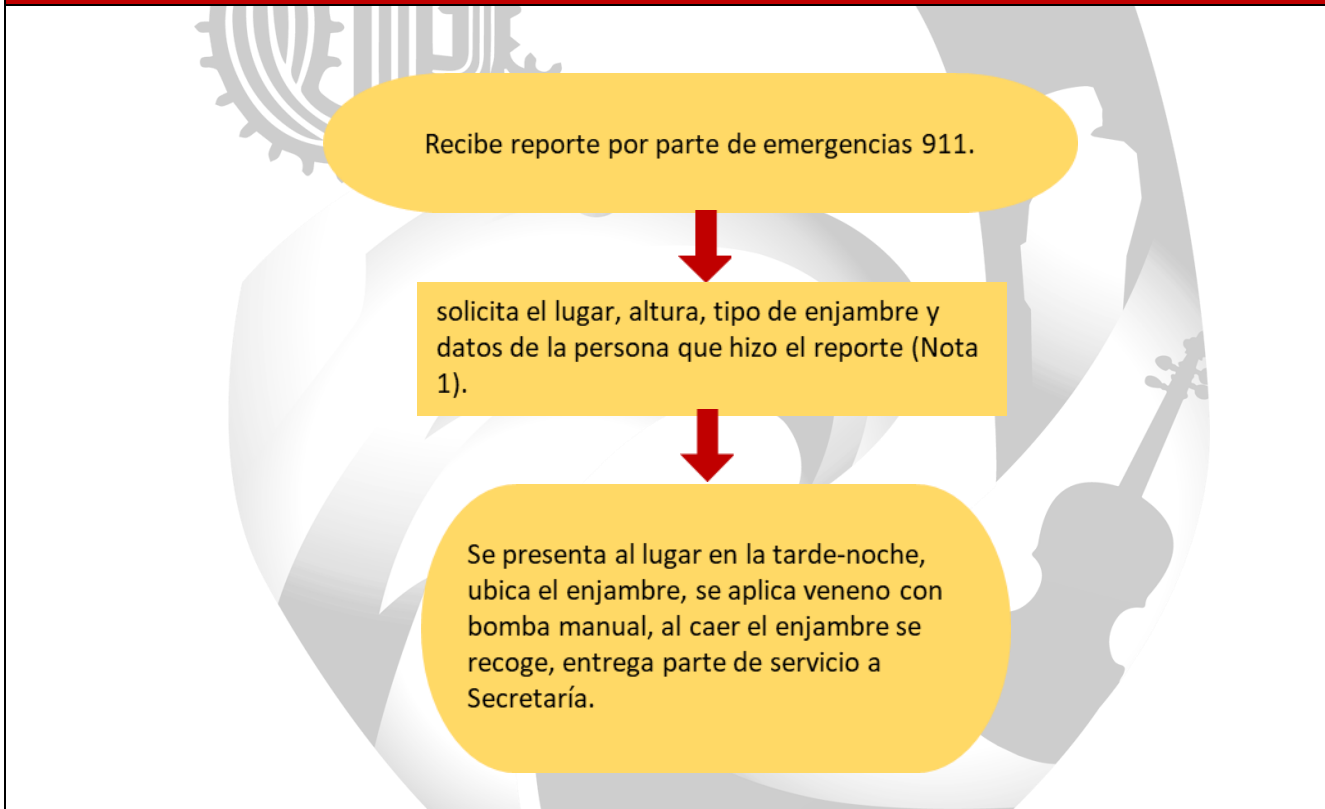 Recibe reporte por parte de emergencias 911.
solicita el lugar, altura, tipo de enjambre y
datos de la persona que hizo el reporte (Nota
1).
Se presenta al lugar en la tarde-noche,
ubica el enjambre, se aplica veneno con
bomba manual, al caer el enjambre se
recoge, entrega parte de servicio a
Secretaría.